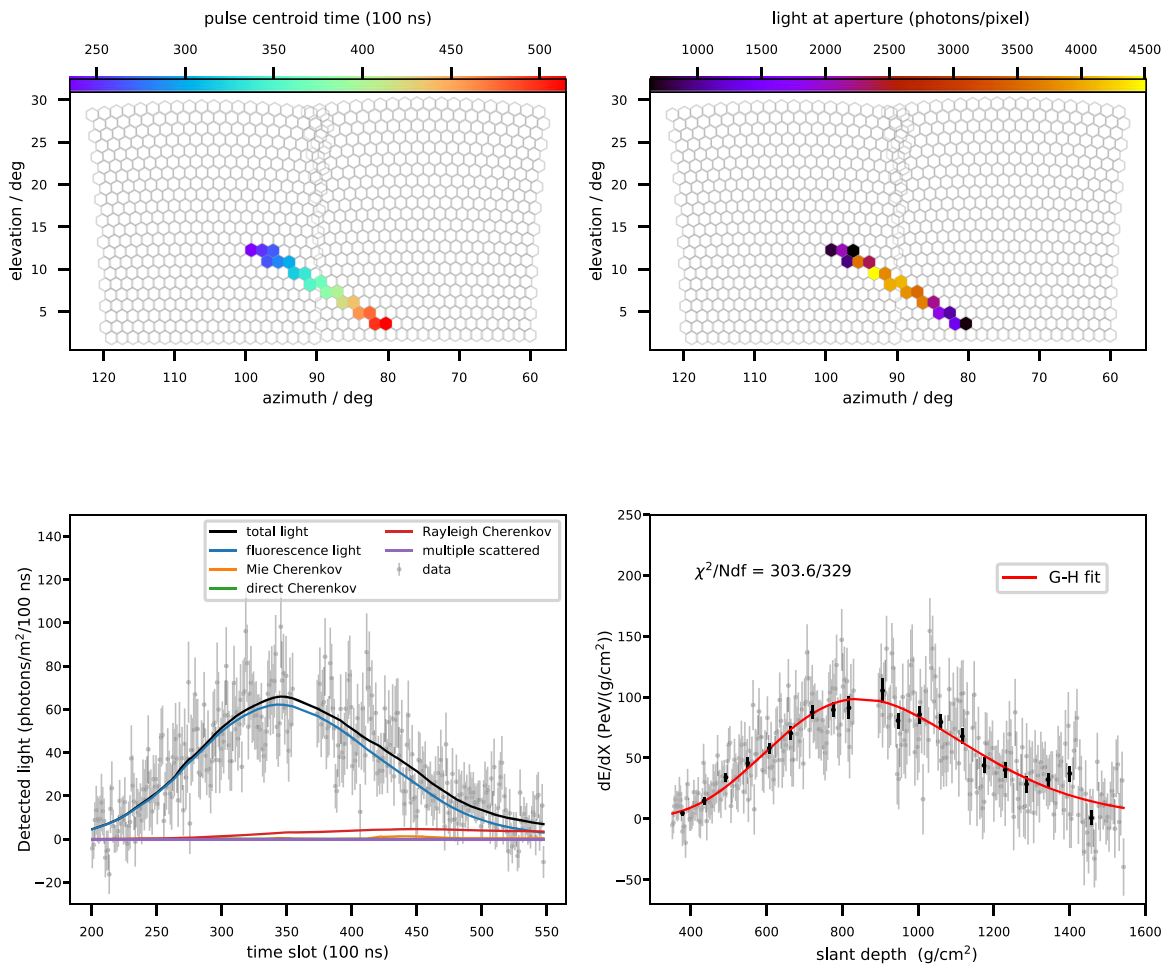 pulse centroid time (100 ns)
250 300 350 400 450 500
30
25
20
15
10
5
elevation / deg
120 110 100 90 80 70 60
azimuth / deg
light at aperture (photons/pixel)
1000 1500 2000 2500 3000 3500 4000 4500
30
25
20
15
10
5
elevation / deg
120 110 100 90 80 70 60
azimuth / deg
140
120
100
80
60
40
20
0
−20
Detected light (photons/m²/100 ns)
total light
fluorescence light
Mie Cherenkov
direct Cherenkov
Rayleigh Cherenkov
multiple scattered
data
200 250 300 350 400 450 500 550
time slot (100 ns)
250
200
150
100
50
0
−50
dE/dX (PeV/(g/cm²))
χ²/Ndf = 303.6/329
G-H fit
400 600 800 1000 1200 1400 1600
slant depth (g/cm²)